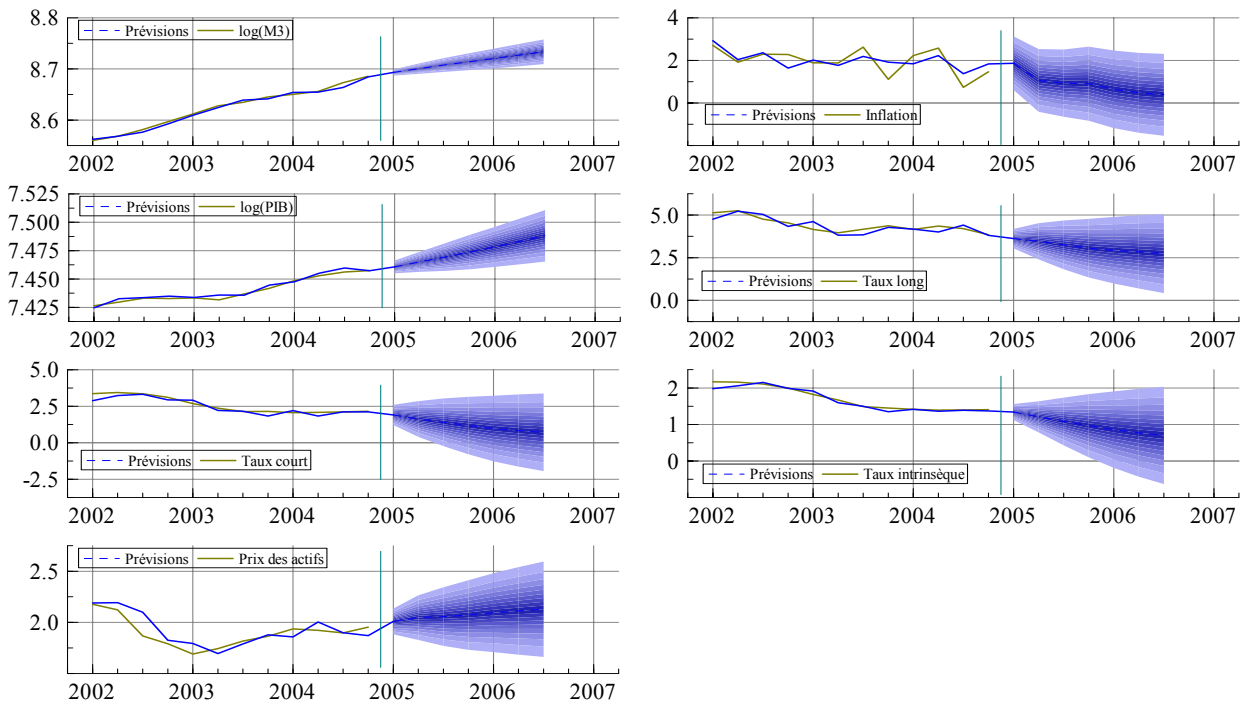 8.8
Prévisions log(M3)
8.7
8.6
2002 2003 2004 2005 2006 2007
4
2
0
Prévisions Inflation
2002 2003 2004 2005 2006 2007
7.525
Prévisions log(PIB)
7.500
7.475
7.450
7.425
2002 2003 2004 2005 2006 2007
5.0
2.5
Prévisions Taux long
0.0
2002 2003 2004 2005 2006 2007
5.0
2.5
0.0
Prévisions Taux court
-2.5
2002 2003 2004 2005 2006 2007
2
1
0
Prévisions Taux intrinsèque
2002 2003 2004 2005 2006 2007
Prévisions Prix des actifs
2.5
2.0
2002 2003 2004 2005 2006 2007